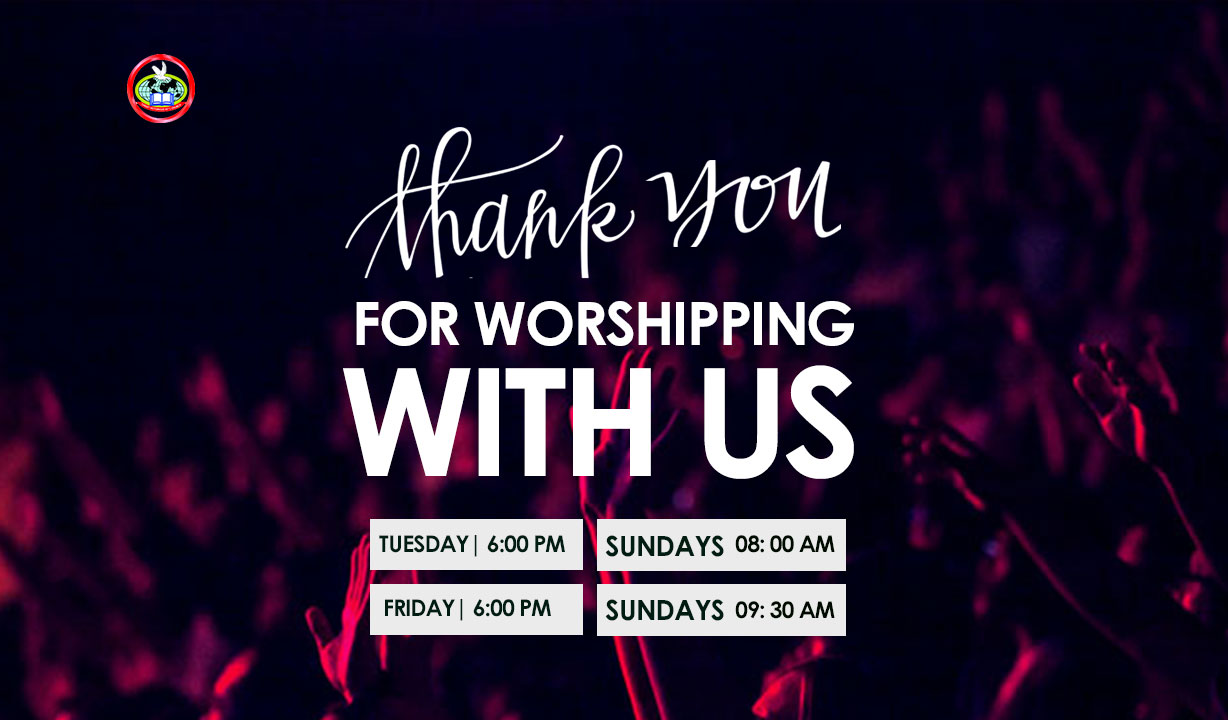 thank you
FOR WORSHIPPING
WITH US
TUESDAY| 6:00 PM
SUNDAYS 08: 00 AM
FRIDAY| 6:00 PM
SUNDAYS 09: 30 AM